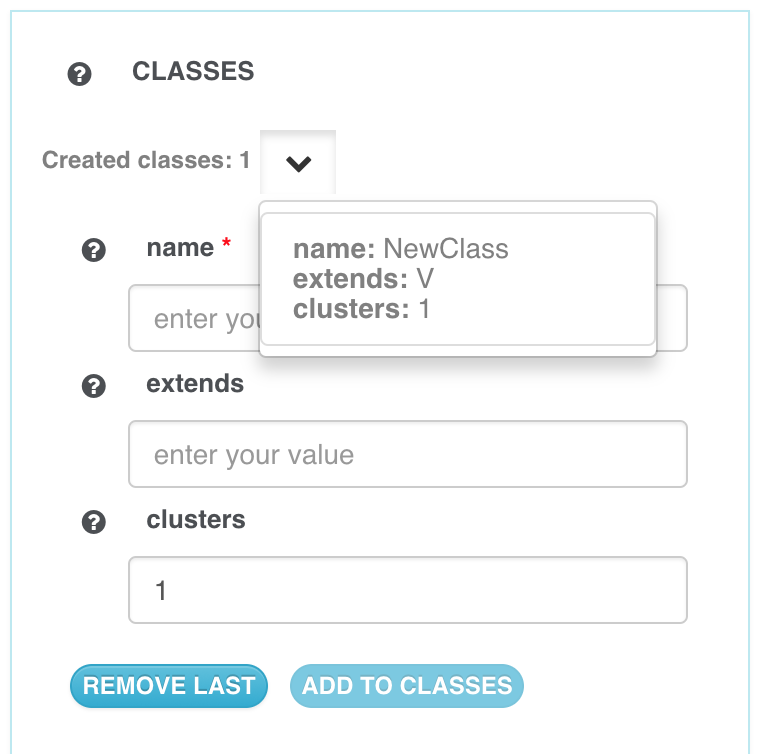 CLASSES
Created classes: 1
name *
name: NewClass
extends: V
clusters: 1
enter you
extends
enter your value
clusters
1
REMOVE LAST
ADD TO CLASSES